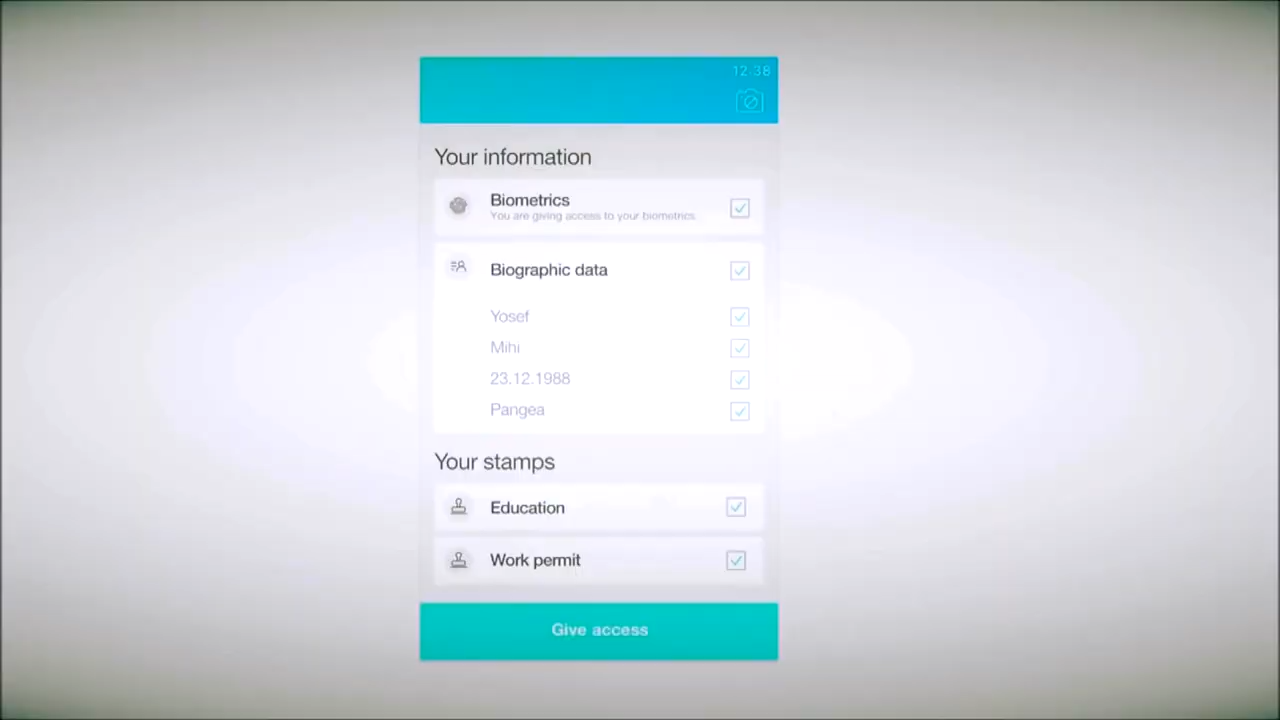 12.38
Your information
Biometrics
You are giving access to your biometrics
Biographic data
Yosef
Mihi
23.12.1988
Pangea
Your stamps
Education
Work permit
Give access